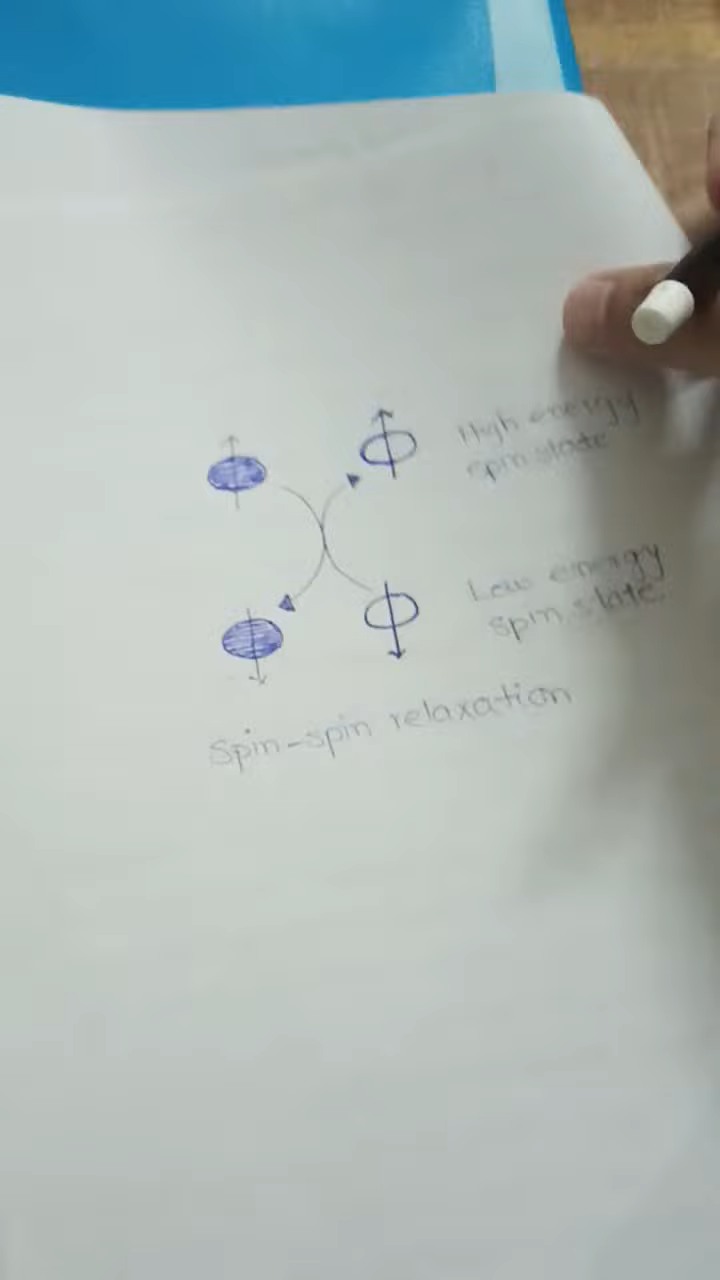 High energy
spin state
Low energy
spin state.
Spin-spin relaxation